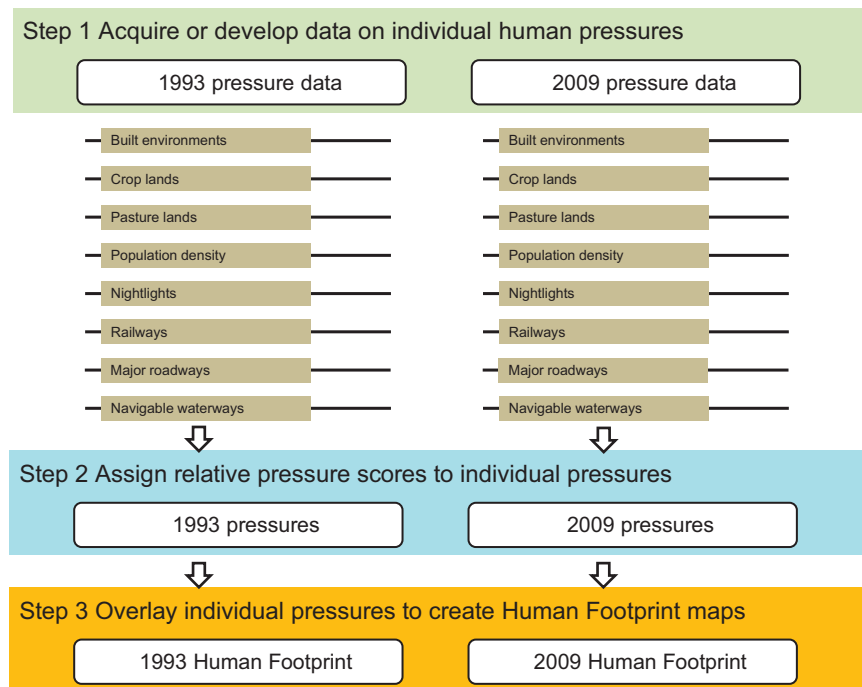 Step 1 Acquire or develop data on individual human pressures
1993 pressure data
2009 pressure data
Built environments
Crop lands
Pasture lands
Population density
Nightlights
Railways
Major roadways
Navigable waterways
Built environments
Crop lands
Pasture lands
Population density
Nightlights
Railways
Major roadways
Navigable waterways
Step 2 Assign relative pressure scores to individual pressures
1993 pressures
2009 pressures
Step 3 Overlay individual pressures to create Human Footprint maps
1993 Human Footprint
2009 Human Footprint